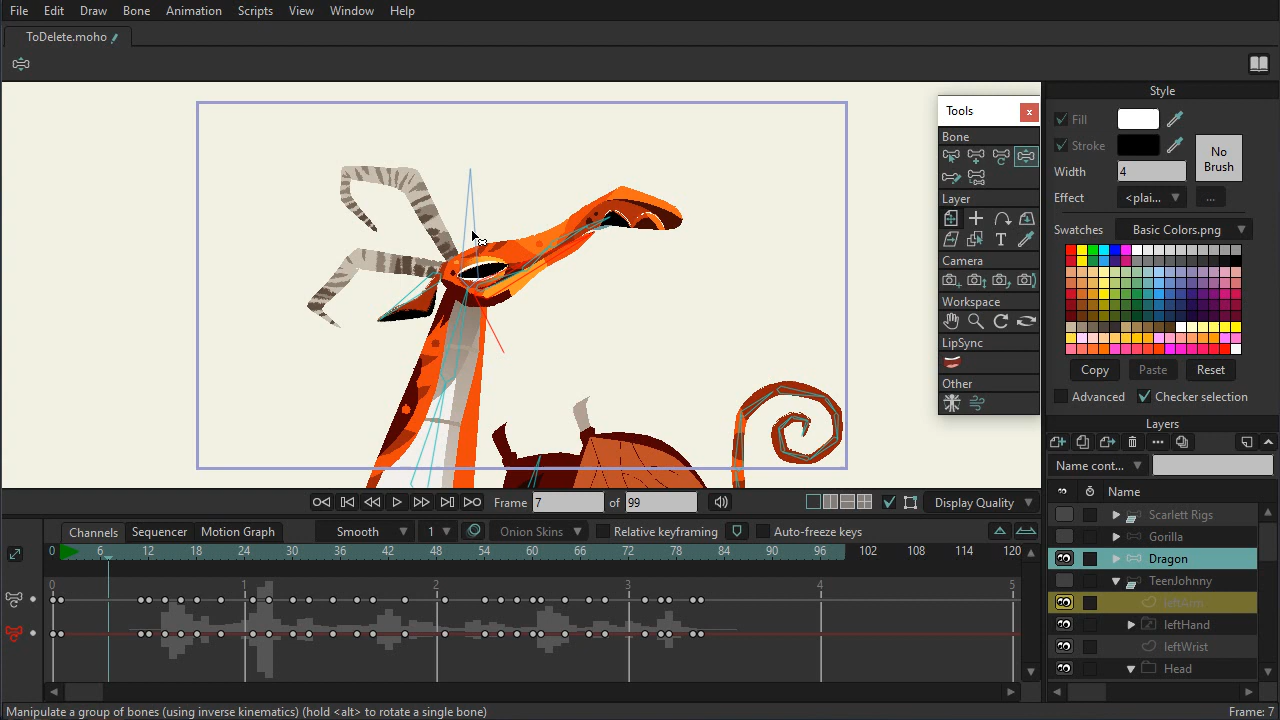 File Edit Draw Bone Animation Scripts View Window Help
ToDelete.moho
Style
Tools x
Fill
Bone
Stroke
No
Brush
Width 4
Layer
Effect <plai... ...
T
Swatches Basic Colors.png
Camera
Workspace
LipSync
Copy Paste Reset
Other
Advanced Checker selection
Layers
Name cont...
Name
Frame 7 of 99 Display Quality
Scarlett Rigs
Channels Sequencer Motion Graph Smooth 1 Onion Skins Relative keyframing Auto-freeze keys
Gorilla
0 6 12 18 24 30 36 42 48 54 60 66 72 78 84 90 96 102 108 114 120
Dragon
0 1 2 3 4 5
TeenJohnny
leftArm
leftHand
leftWrist
Head
Manipulate a group of bones (using inverse kinematics) (hold <alt> to rotate a single bone) Frame: 7